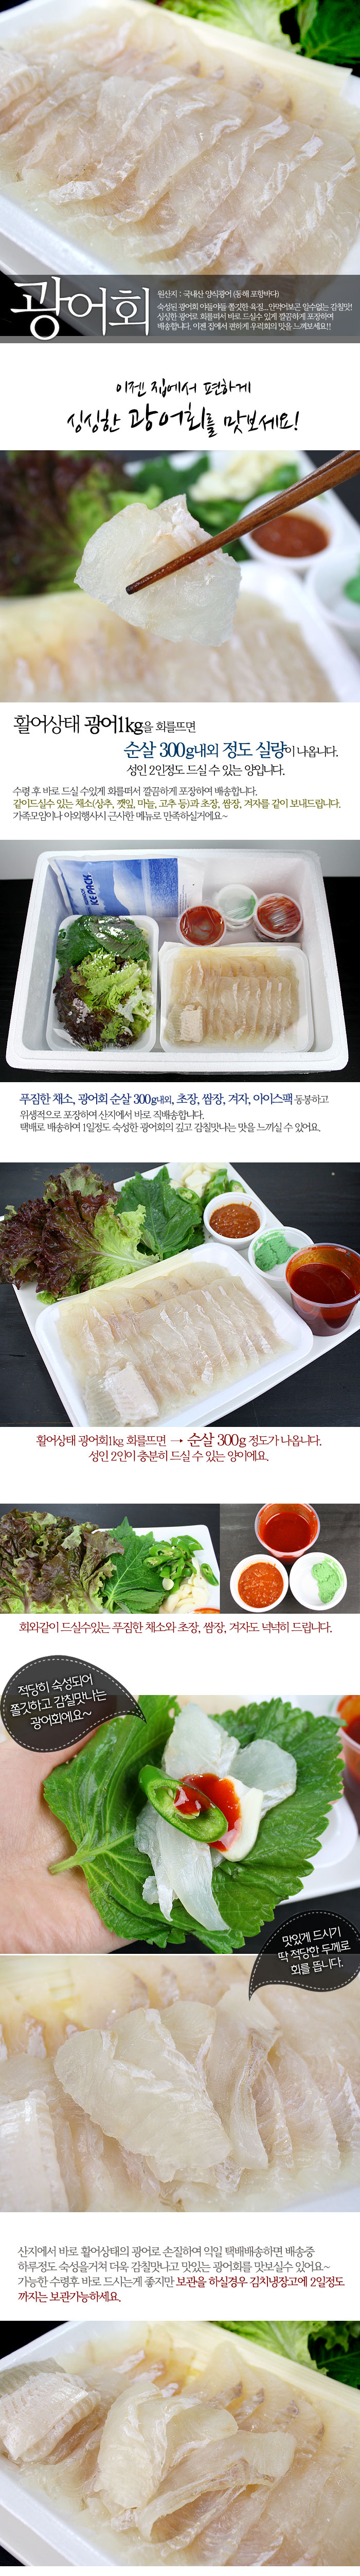 광어회
원산지 : 국내산 양식광어 (동해 포항바다)
숙성된 광어회 야들야들 쫄깃한 육질...안먹어보곤 알수없는 감칠맛!
싱싱한 광어로 회를떠서 바로 드실수 있게 깔끔하게 포장하여
배송합니다. 이젠 집에서 편하게 우럭회의 맛을 느껴보세요!!
이젠 집에서 편하게
싱싱한 광어회를 맛보세요!
활어상태 광어1kg을 회를뜨면
순살 300g내외 정도 실량이 나옵니다.
성인 2인정도 드실 수 있는 양입니다.
수령 후 바로 드실 수있게 회를떠서 깔끔하게 포장하여 배송합니다.
같이드실수 있는 채소(상추, 깻잎, 마늘, 고추 등)과 초장, 쌈장, 겨자를 같이 보내드립니다.
가족모임이나 야외행사시 근사한 메뉴로 만족하실거에요~
ICE PACK
푸짐한 채소, 광어회 순살 300g내외, 초장, 쌈장, 겨자, 아이스팩 동봉하고
위생적으로 포장하여 산지에서 바로 직배송합니다.
택배로 배송하여 1일정도 숙성한 광어회의 깊고 감칠맛나는 맛을 느끼실 수 있어요.
활어상태 광어회1kg 회를뜨면 → 순살 300g 정도가 나옵니다.
성인 2인이 충분히 드실 수 있는 양이에요.
회와같이 드실수있는 푸짐한 채소와 초장, 쌈장, 겨자도 넉넉히 드립니다.
적당히 숙성되어
쫄깃하고 감칠맛나는
광어회에요~
맛있게 드시기
딱 적당한 두께로
회를 뜹니다.
산지에서 바로 활어상태의 광어로 손질하여 익일 택배배송하면 배송중
하루정도 숙성을거쳐 더욱 감칠맛나고 맛있는 광어회를 맛보실수 있어요~
가능한 수령후 바로 드시는게 좋지만 보관을 하실경우 김치냉장고에 2일정도
까지는 보관가능하세요.